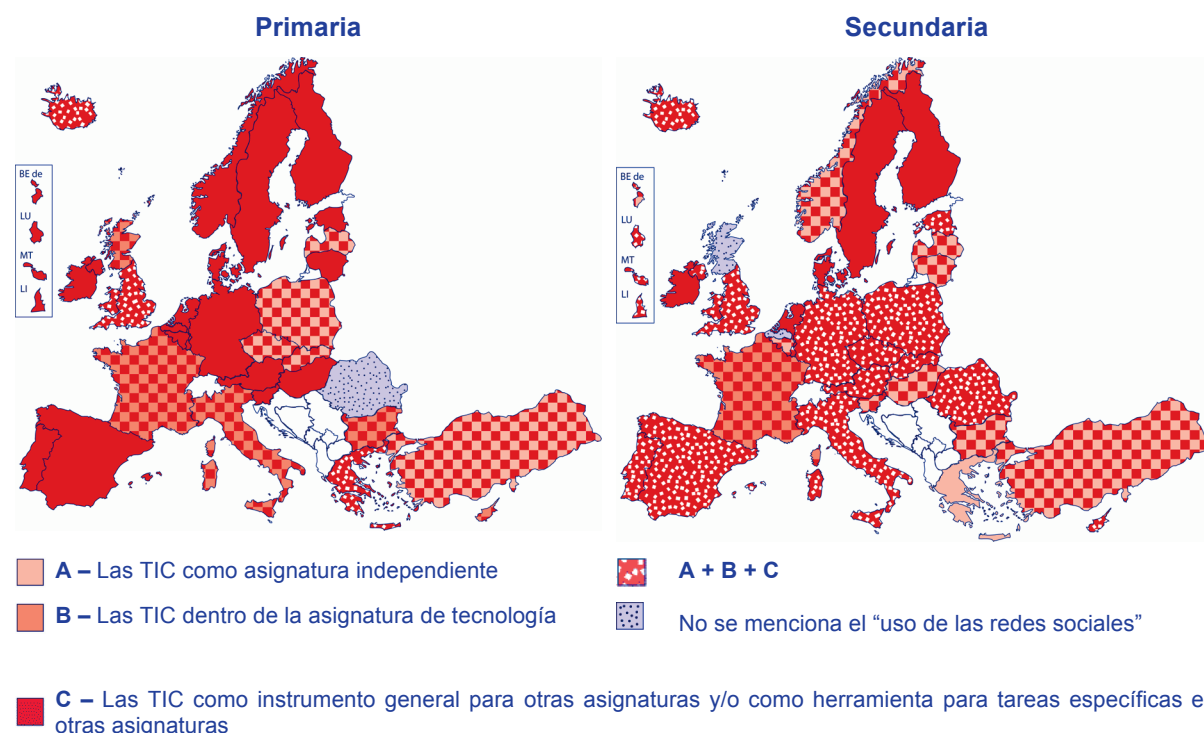 Primaria
Secundaria
BE de
LU
MT
LI
BE de
LU
MT
LI
A – Las TIC como asignatura independiente
B – Las TIC dentro de la asignatura de tecnología
A + B + C
No se menciona el “uso de las redes sociales”
C – Las TIC como instrumento general para otras asignaturas y/o como herramienta para tareas específicas e
otras asignaturas